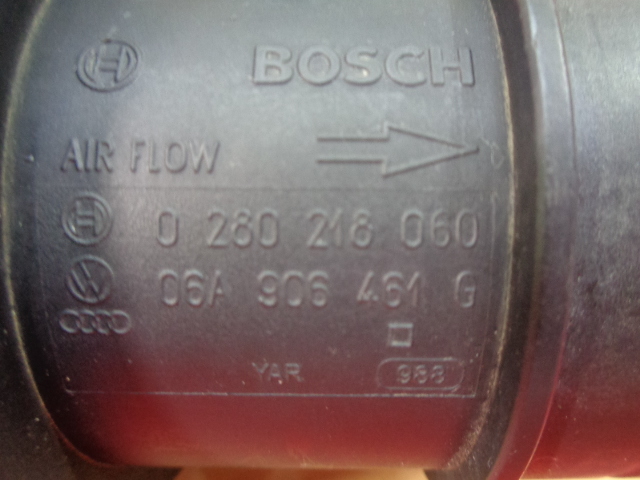 BOSCH
AIR FLOW
0 280 218 060
06A 906 461 G
YAR 988